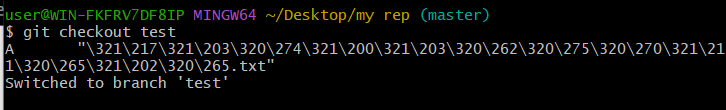 user@WIN-FKFRV7DF8IP MINGW64 ~/Desktop/my rep (master)
$ git checkout test
A       "\321\217\321\203\320\274\321\200\321\203\320\262\320\275\320\270\321\21
1\320\265\321\202\320\265.txt"
Switched to branch 'test'